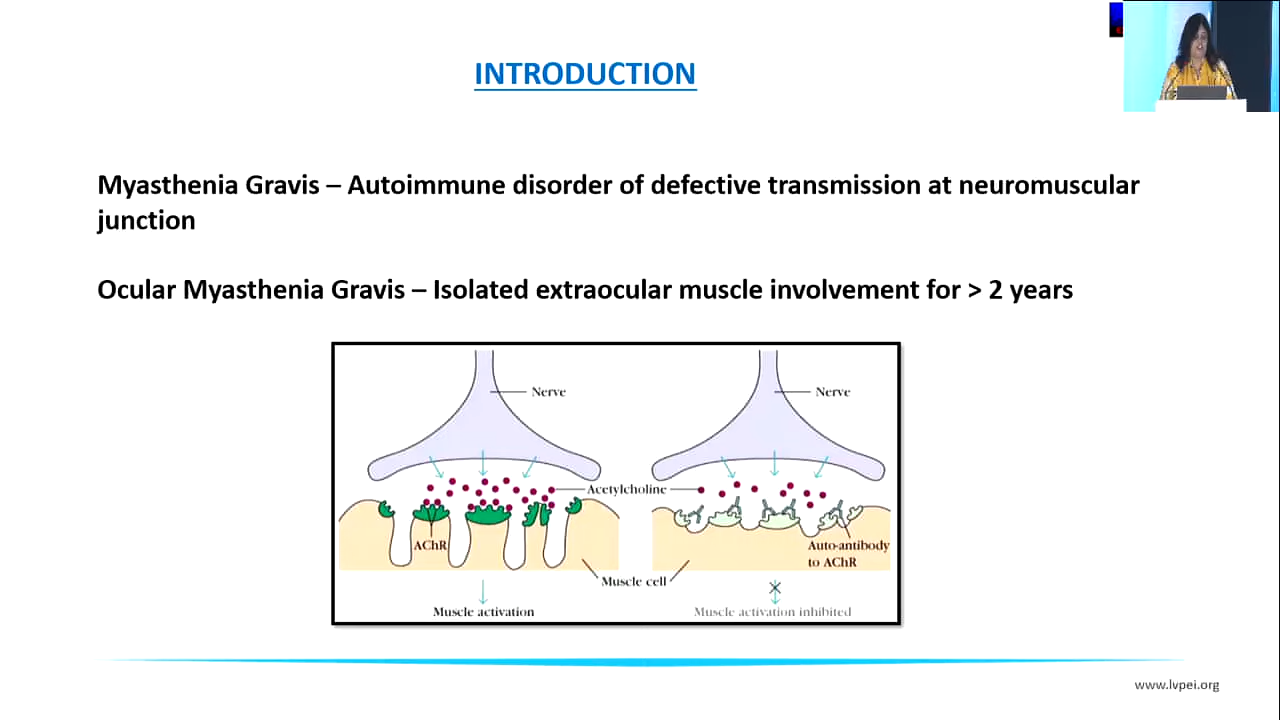 INTRODUCTION
Myasthenia Gravis – Autoimmune disorder of defective transmission at neuromuscular
junction
Ocular Myasthenia Gravis – Isolated extraocular muscle involvement for > 2 years
Nerve
Nerve
Acetylcholine
AChR
Auto-antibody
to AChR
Muscle cell
Muscle activation
Muscle activation inhibited
www.lvpei.org